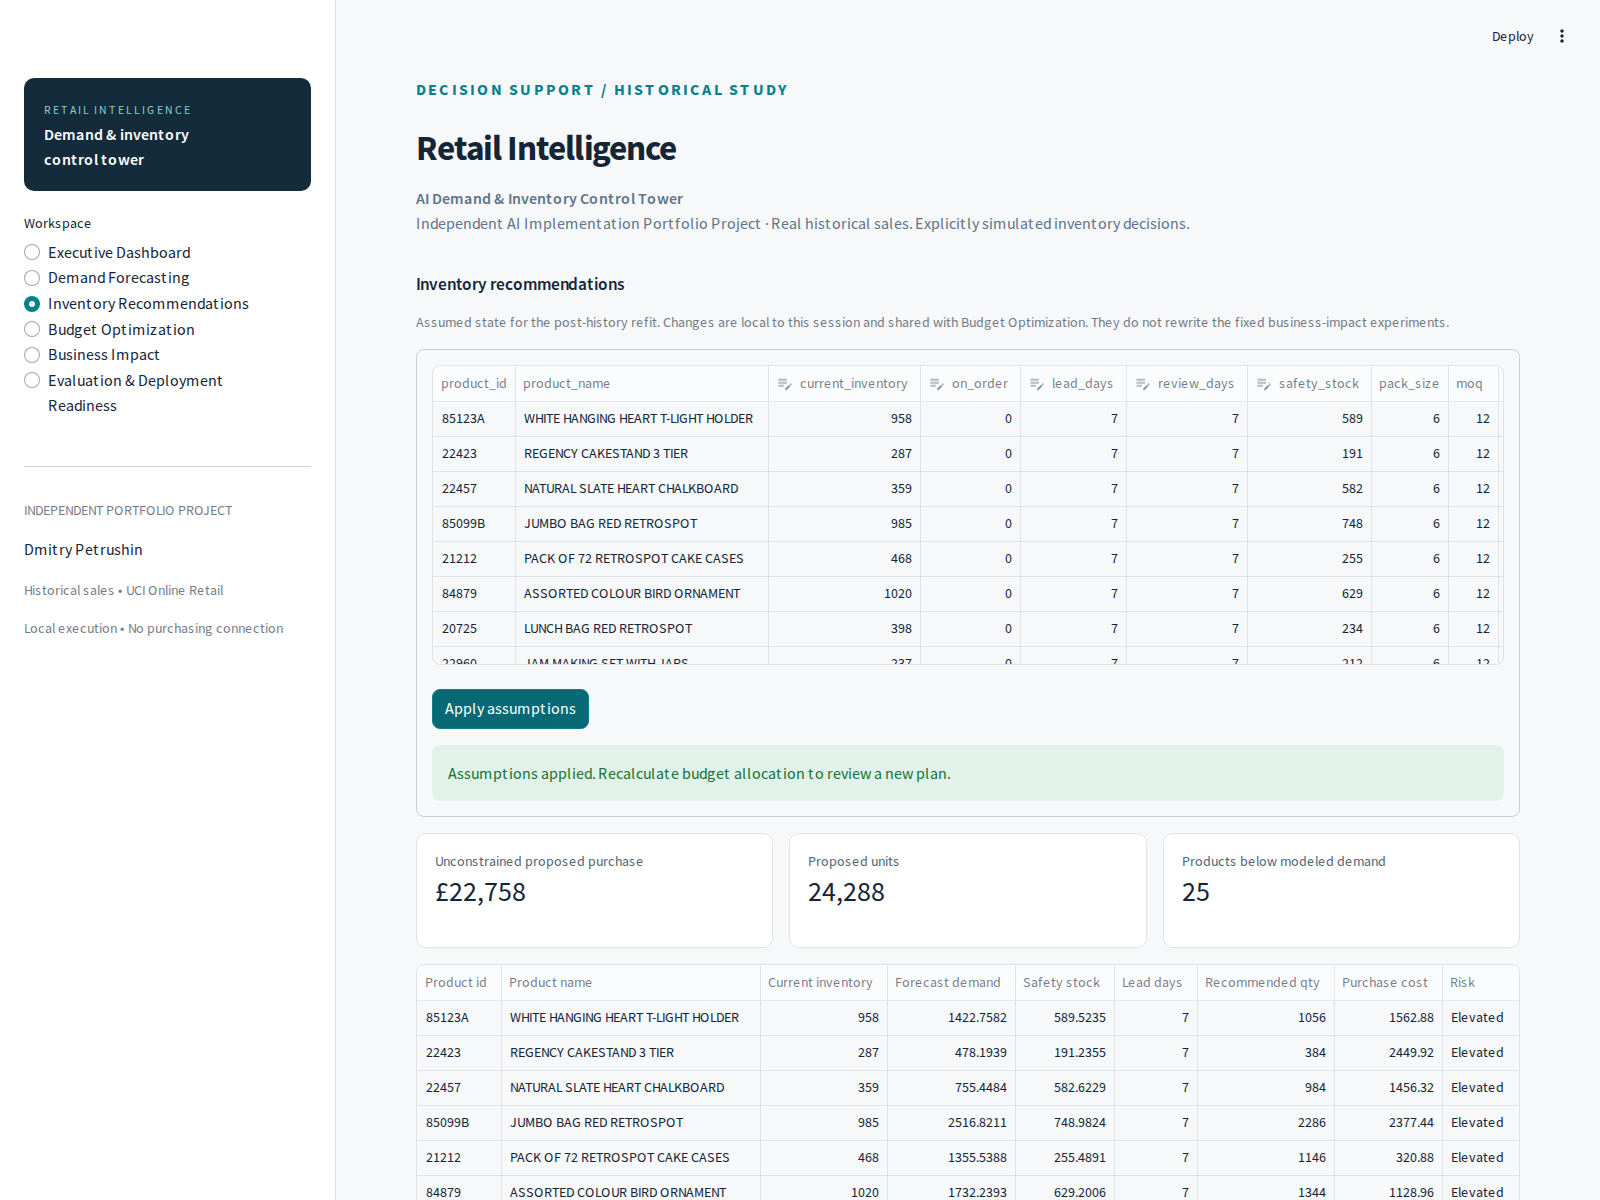 Deploy
RETAIL INTELLIGENCE
Demand & inventory
control tower
Workspace
Executive Dashboard
Demand Forecasting
Inventory Recommendations
Budget Optimization
Business Impact
Evaluation & Deployment
Readiness
INDEPENDENT PORTFOLIO PROJECT
Dmitry Petrushin
Historical sales • UCI Online Retail
Local execution • No purchasing connection
DECISION SUPPORT / HISTORICAL STUDY
Retail Intelligence
AI Demand & Inventory Control Tower
Independent AI Implementation Portfolio Project · Real historical sales. Explicitly simulated inventory decisions.
Inventory recommendations
Assumed state for the post-history refit. Changes are local to this session and shared with Budget Optimization. They do not rewrite the fixed business-impact experiments.
product_id product_name current_inventory on_order lead_days review_days safety_stock pack_size moq
85123A WHITE HANGING HEART T-LIGHT HOLDER 958 0 7 7 589 6 12
22423 REGENCY CAKESTAND 3 TIER 287 0 7 7 191 6 12
22457 NATURAL SLATE HEART CHALKBOARD 359 0 7 7 582 6 12
85099B JUMBO BAG RED RETROSPOT 985 0 7 7 748 6 12
21212 PACK OF 72 RETROSPOT CAKE CASES 468 0 7 7 255 6 12
84879 ASSORTED COLOUR BIRD ORNAMENT 1020 0 7 7 629 6 12
20725 LUNCH BAG RED RETROSPOT 398 0 7 7 234 6 12
22960 JAM MAKING SET WITH JARS 237 0 7 7 212 6 12
Apply assumptions
Assumptions applied. Recalculate budget allocation to review a new plan.
Unconstrained proposed purchase
£22,758
Proposed units
24,288
Products below modeled demand
25
Product id Product name Current inventory Forecast demand Safety stock Lead days Recommended qty Purchase cost Risk
85123A WHITE HANGING HEART T-LIGHT HOLDER 958 1422.7582 589.5235 7 1056 1562.88 Elevated
22423 REGENCY CAKESTAND 3 TIER 287 478.1939 191.2355 7 384 2449.92 Elevated
22457 NATURAL SLATE HEART CHALKBOARD 359 755.4484 582.6229 7 984 1456.32 Elevated
85099B JUMBO BAG RED RETROSPOT 985 2516.8211 748.9824 7 2286 2377.44 Elevated
21212 PACK OF 72 RETROSPOT CAKE CASES 468 1355.5388 255.4891 7 1146 320.88 Elevated
84879 ASSORTED COLOUR BIRD ORNAMENT 1020 1732.2393 629.2006 7 1344 1128.96 Elevated